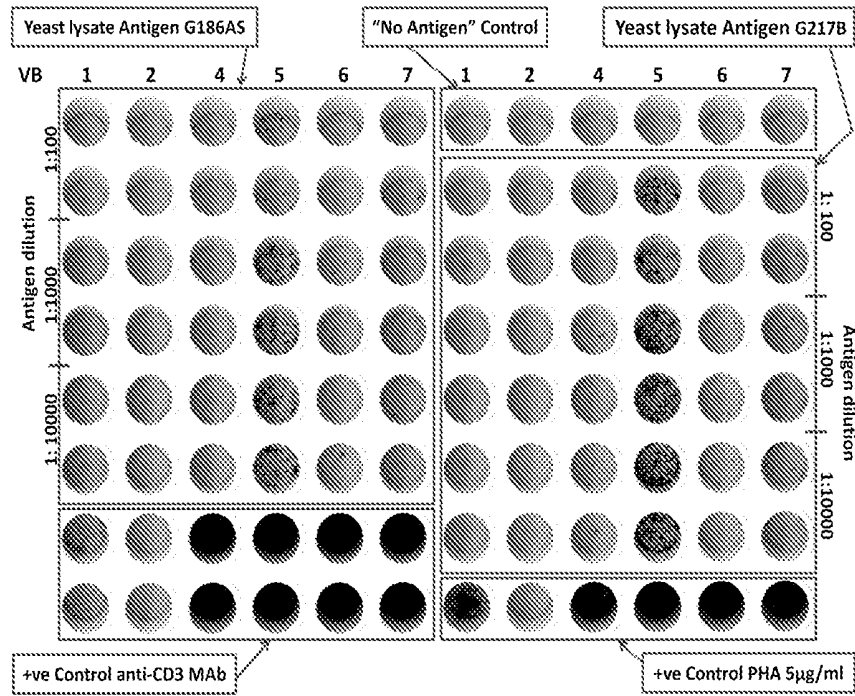 Yeast lysate Antigen G186AS
“No Antigen” Control
Yeast lysate Antigen G217B
VB 1 2 4 5 6 7 1 2 4 5 6 7
Antigen dilution
1:100
1:1000
1:10000
1: 100
1:1000
1:10000
Antigen dilution
+ve Control anti-CD3 MAb
+ve Control PHA 5µg/ml